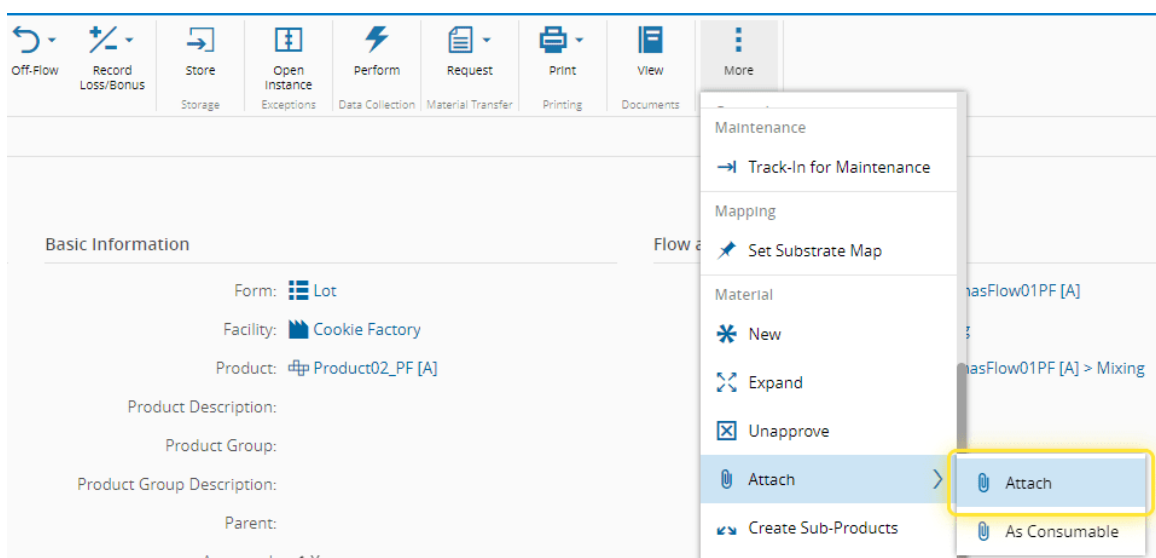 Off-Flow
Record Loss/Bonus
Store
Open Instance
Perform
Request
Print
View
More
Storage
Exceptions
Data Collection
Material Transfer
Printing
Documents
Maintenance
Track-In for Maintenance
Mapping
Set Substrate Map
Material
New
Expand
Unapprove
Attach
Create Sub-Products
Attach
As Consumable
Basic Information
Form: Lot
Facility: Cookie Factory
Product: Product02_PF [A]
Product Description:
Product Group:
Product Group Description:
Parent:
Flow
nasFlow01PF [A]
nasFlow01PF [A] > Mixing